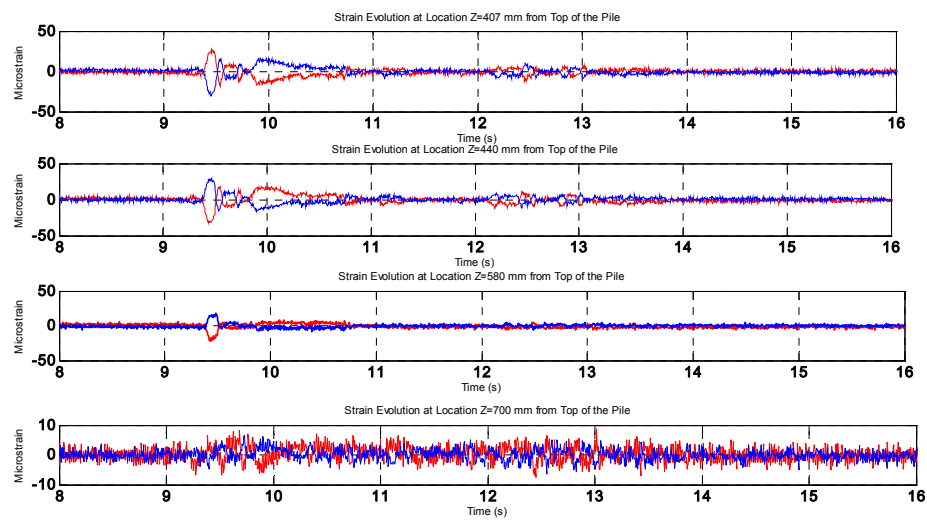 Strain Evolution at Location Z=407 mm from Top of the Pile
50
0
-50
Microstrain
8 9 10 11 12 13 14 15 16
Time (s)
Strain Evolution at Location Z=440 mm from Top of the Pile
50
0
-50
Microstrain
8 9 10 11 12 13 14 15 16
Time (s)
Strain Evolution at Location Z=580 mm from Top of the Pile
50
0
-50
Microstrain
8 9 10 11 12 13 14 15 16
Time (s)
Strain Evolution at Location Z=700 mm from Top of the Pile
10
0
-10
Microstrain
8 9 10 11 12 13 14 15 16
Time (s)